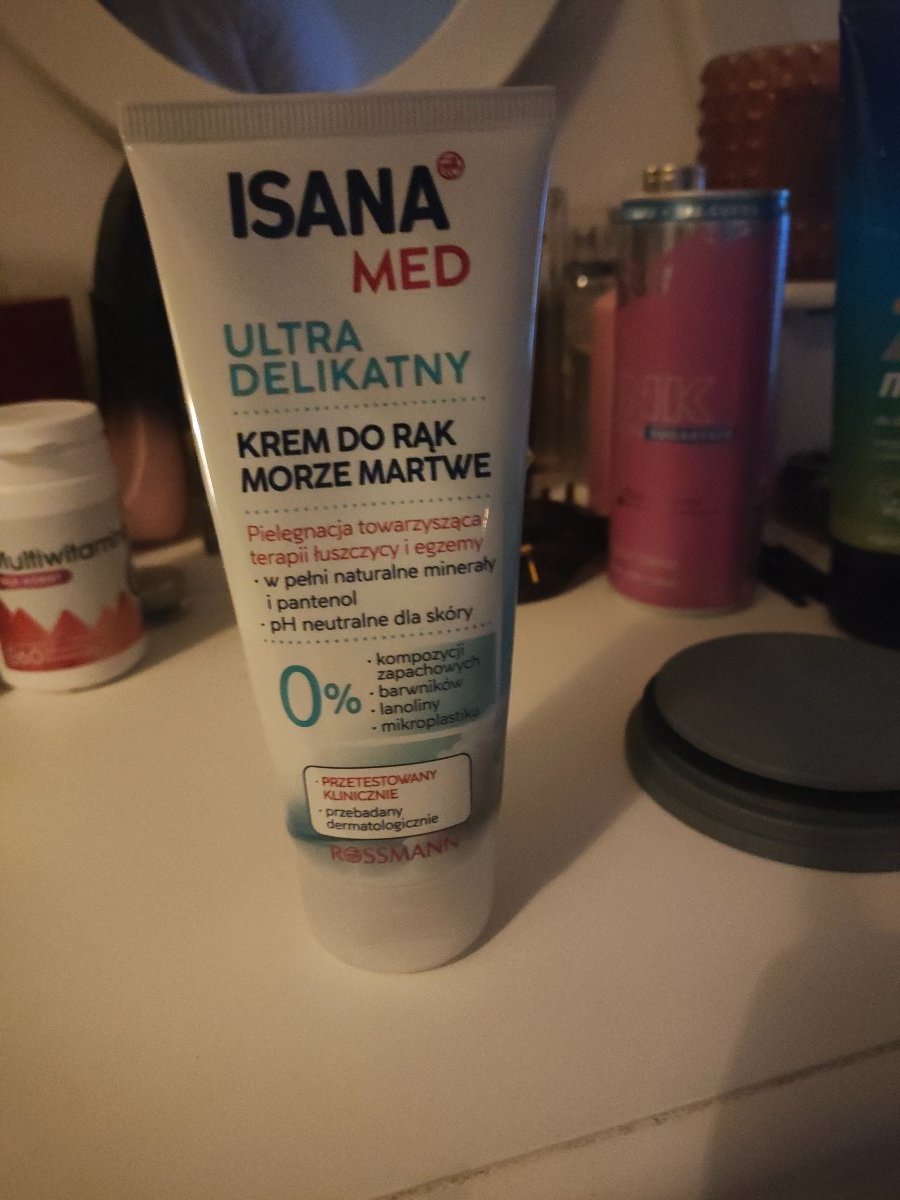 ISANA
MED
ULTRA
DELIKATNY
KREM DO RĄK
MORZE MARTWE
Pielęgnacja towarzysząca
terapii łuszczycy i egzemy
· w pełni naturalne minerały
i pantenol
· pH neutralne dla skóry
0%
· kompozycji
zapachowych
· barwników
· lanoliny
· mikroplastiku
· PRZETESTOWANY
KLINICZNIE
· przebadany
dermatologicznie
ROSSMANN
Multiwitamin